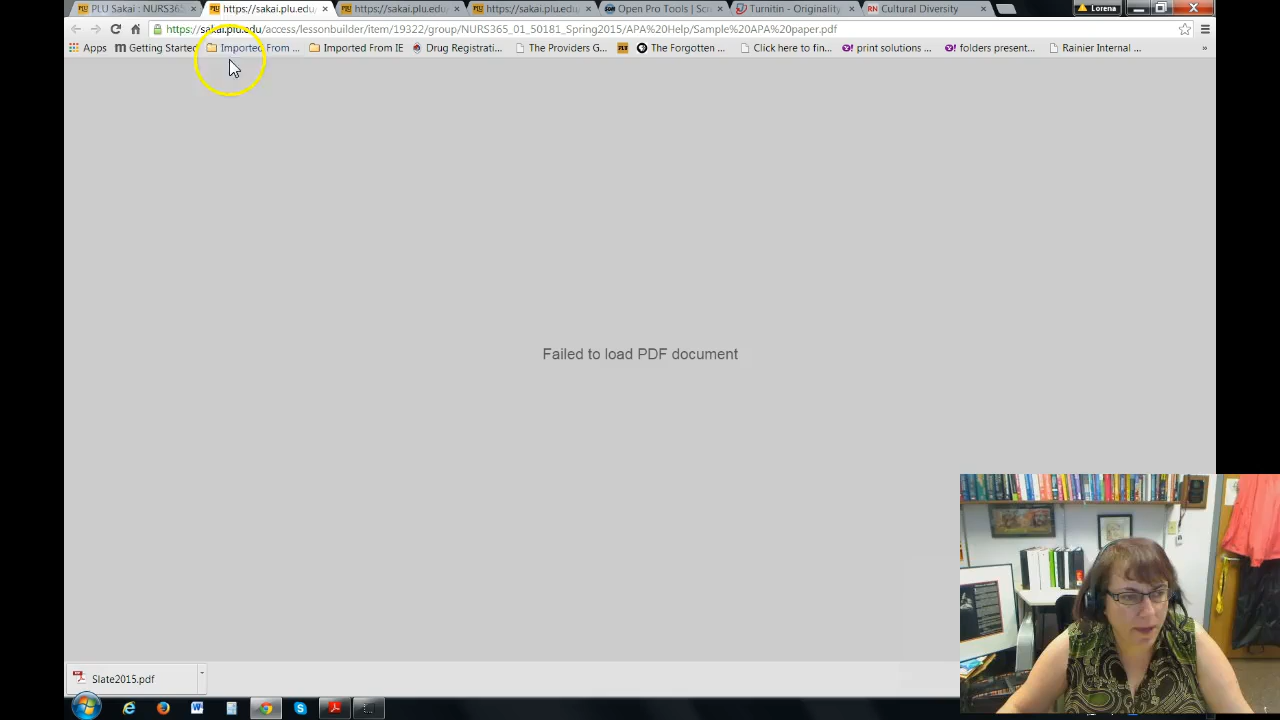 PLU Sakai : NURS365 https://sakai.plu.edu/ https://sakai.plu.edu/ https://sakai.plu.edu/ Open Pro Tools | Scr Turnitin - Originality Cultural Diversity Lorena
https://sakai.plu.edu/access/lessonbuilder/item/19322/group/NURS365_01_50181_Spring2015/APA%20Help/Sample%20APA%20paper.pdf
Apps Getting Started Imported From ... Imported From IE Drug Registrati... The Providers G... The Forgotten ... Click here to fin... print solutions ... folders present... Rainier Internal ... »
Failed to load PDF document
Slate2015.pdf